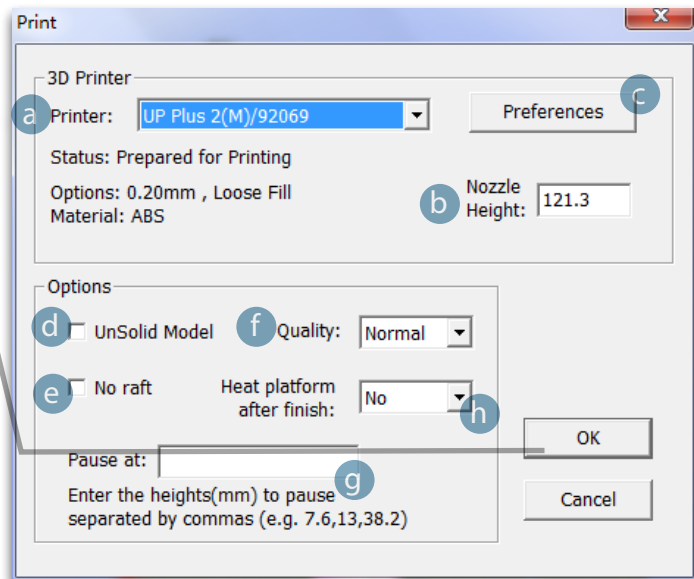 Print
3D Printer
a Printer: UP Plus 2(M)/92069 Preferences c
Status: Prepared for Printing
Options: 0.20mm , Loose Fill
Material: ABS
b Nozzle Height: 121.3
Options
d UnSolid Model f Quality: Normal
e No raft Heat platform after finish: No h
OK
Pause at: g
Enter the heights(mm) to pause
separated by commas (e.g. 7.6,13,38.2)
Cancel